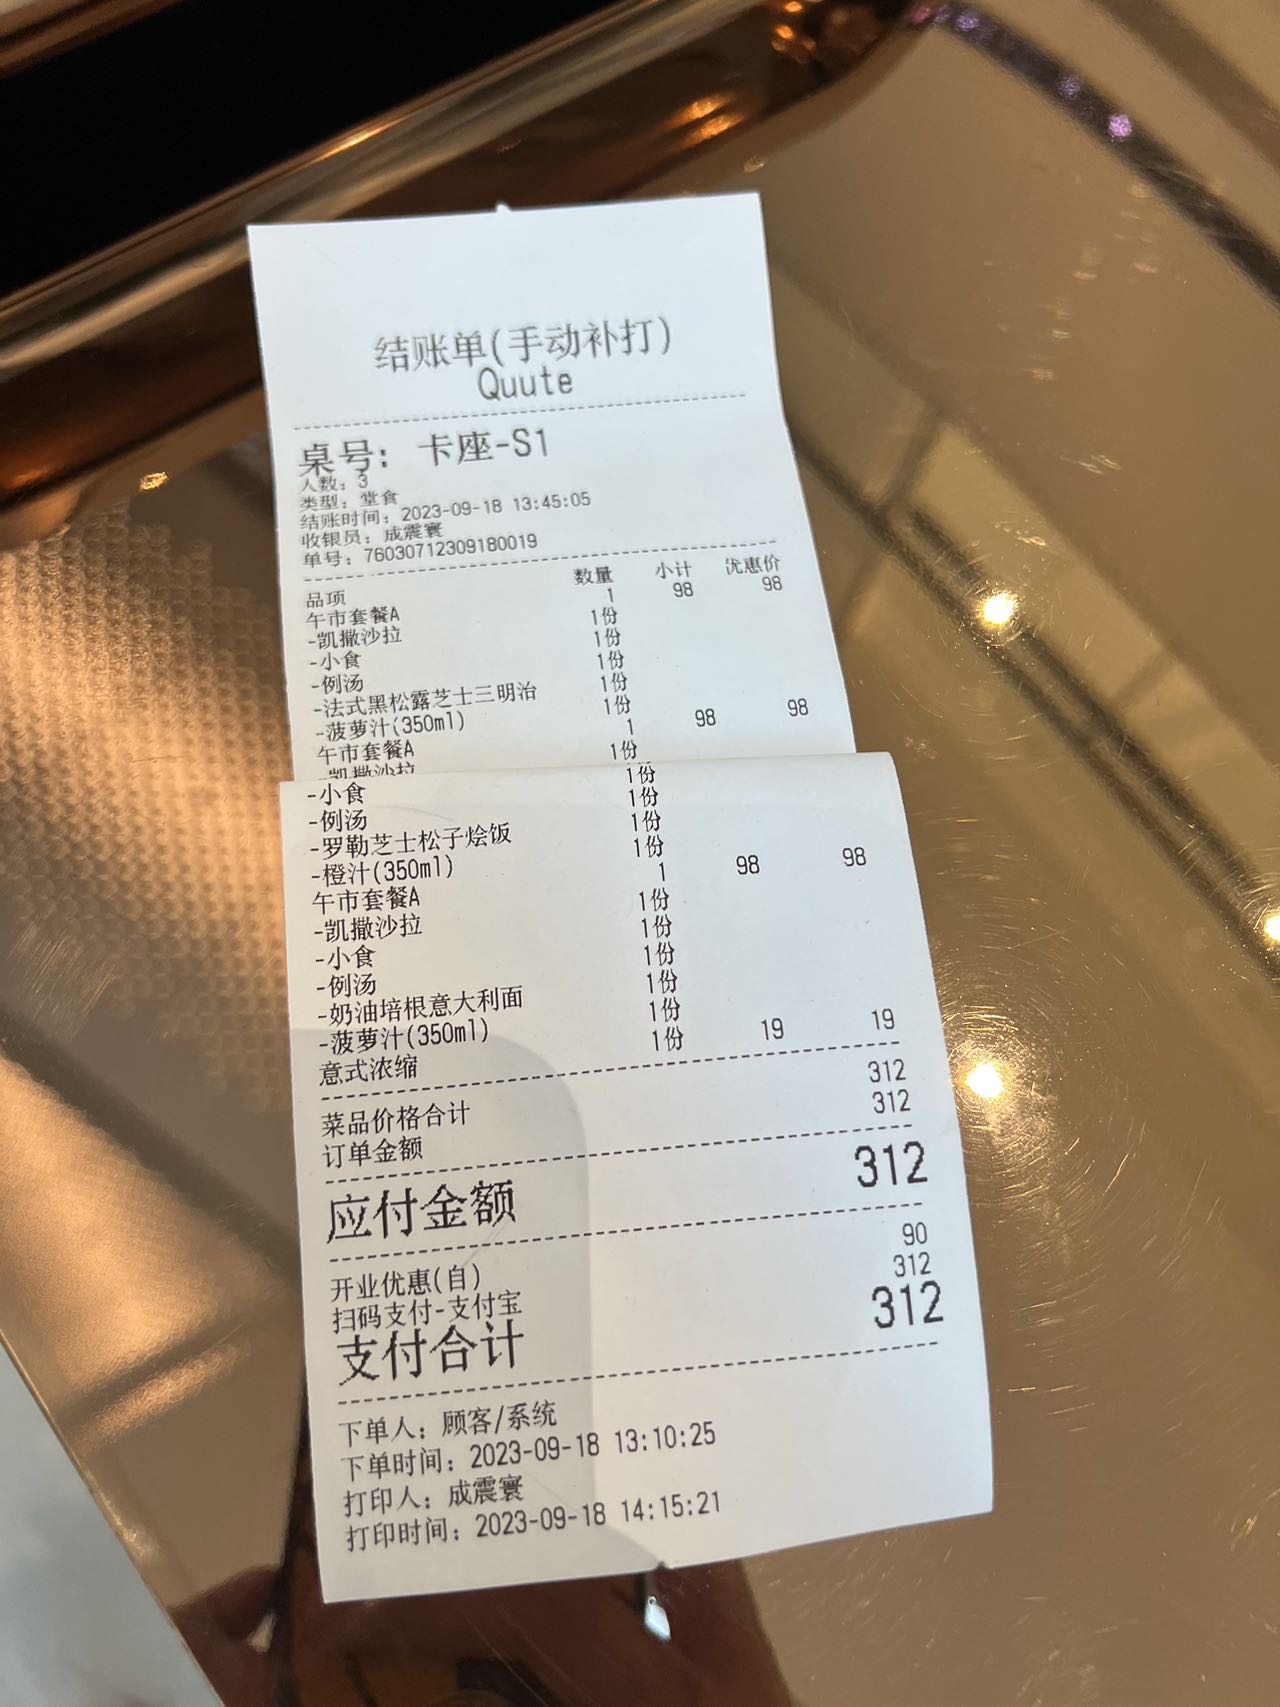 结账单(手动补打)
Quute
桌号: 卡座-S1
人数: 3
类型: 堂食
结账时间: 2023-09-18 13:45:05
收银员: 成震寰
单号: 76030712309180019
品项 数量 小计 优惠价
午市套餐A 1 98 98
-凯撒沙拉 1份
-小食 1份
-例汤 1份
-法式黑松露芝士三明治 1份
-菠萝汁(350ml) 1份
午市套餐A 1 98 98
-凯撒沙拉 1份
-小食 1份
-例汤 1份
-罗勒芝士松子烩饭 1份
-橙汁(350ml) 1份
午市套餐A 1 98 98
-凯撒沙拉 1份
-小食 1份
-例汤 1份
-奶油培根意大利面 1份
-菠萝汁(350ml) 1份
意式浓缩 1份 19 19
菜品价格合计 312
订单金额 312
应付金额 312
开业优惠(自) 90
扫码支付-支付宝 312
支付合计 312
下单人: 顾客/系统
下单时间: 2023-09-18 13:10:25
打印人: 成震寰
打印时间: 2023-09-18 14:15:21